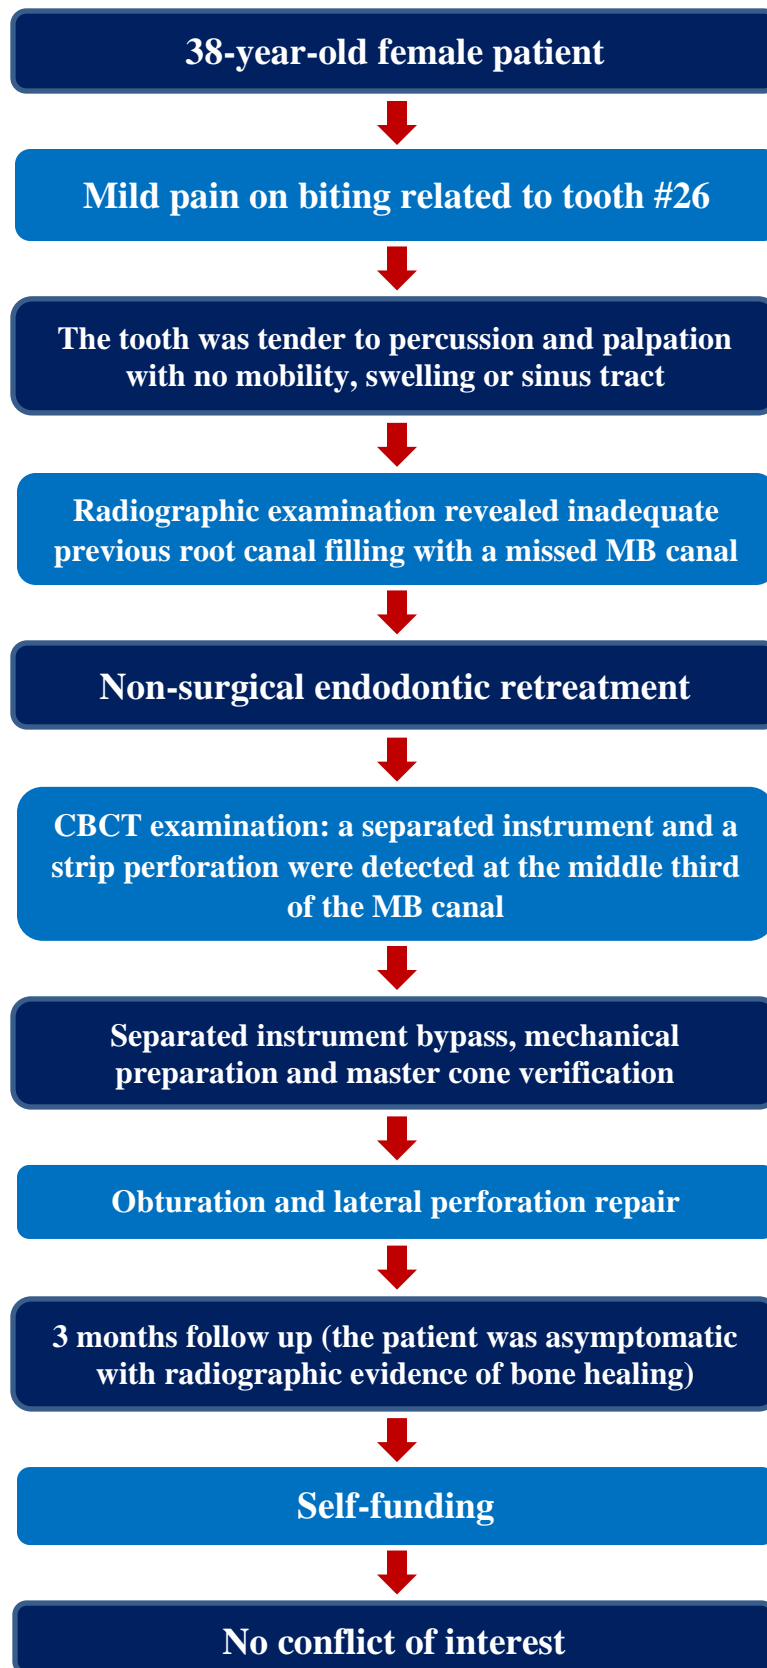 38-year-old female patient
Mild pain on biting related to tooth #26
The tooth was tender to percussion and palpation
with no mobility, swelling or sinus tract
Radiographic examination revealed inadequate
previous root canal filling with a missed MB canal
Non-surgical endodontic retreatment
CBCT examination: a separated instrument and a
strip perforation were detected at the middle third
of the MB canal
Separated instrument bypass, mechanical
preparation and master cone verification
Obturation and lateral perforation repair
3 months follow up (the patient was asymptomatic
with radiographic evidence of bone healing)
Self-funding
No conflict of interest